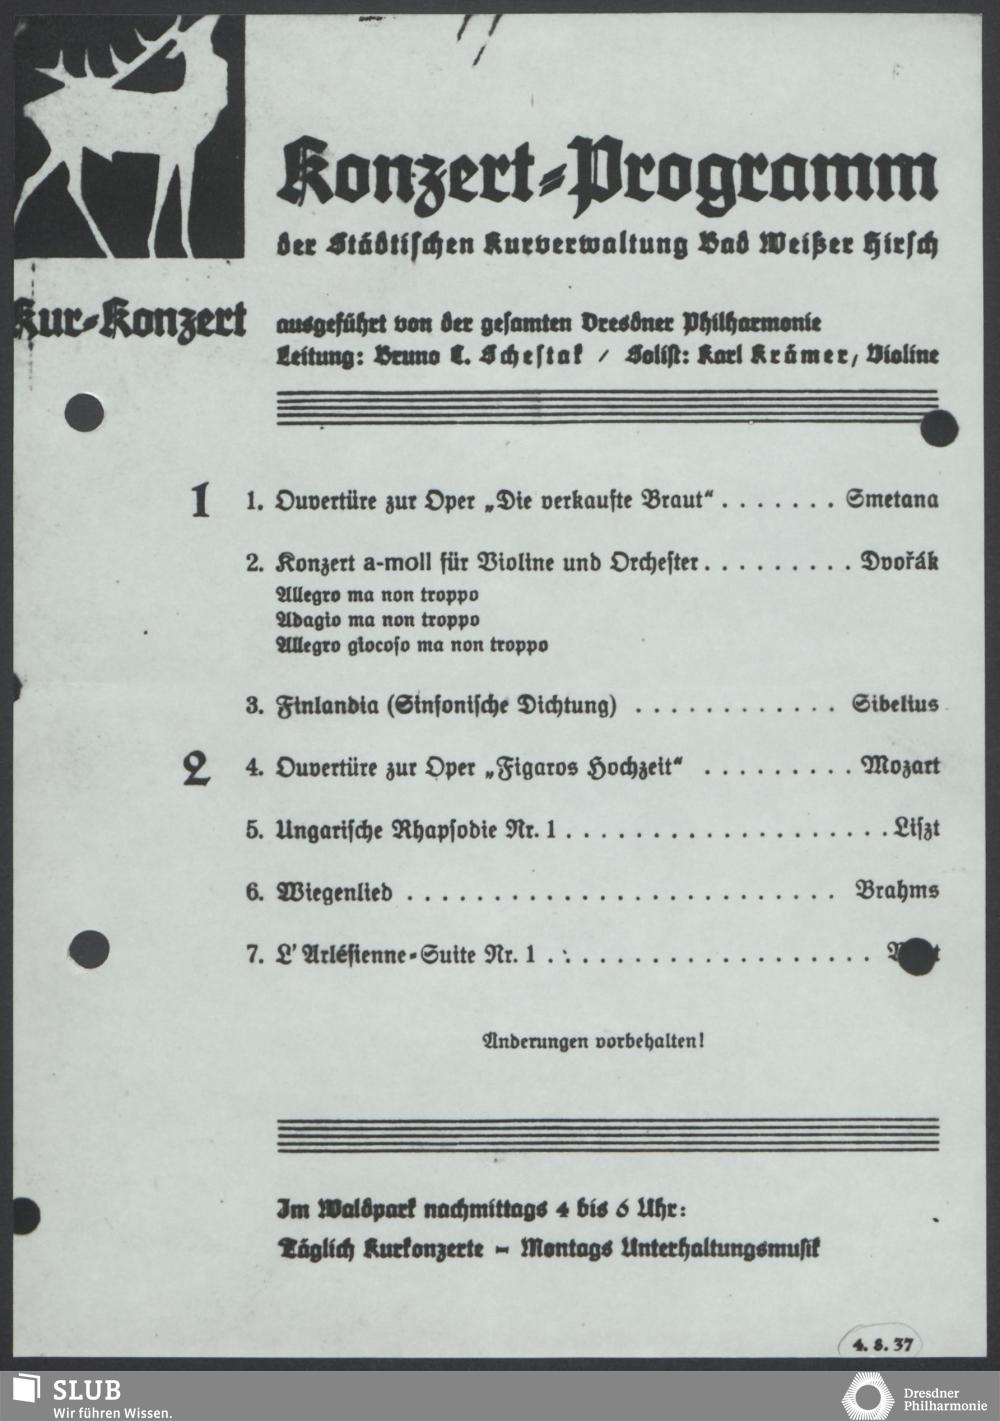 Konzert-Programm
der Städtischen Kurverwaltung Bad Weißer Hirsch
Kur-Konzert
ausgeführt von der gesamten Dresdner Philharmonie
Leitung: Bruno C. Schestak / Solist: Karl Krämer, Violine
1
1. Ouvertüre zur Oper „Die verkaufte Braut“ . . . . . . . Smetana
2. Konzert a-moll für Violine und Orchester . . . . . . . . . Dvořák
Allegro ma non troppo
Adagio ma non troppo
Allegro giocoso ma non troppo
3. Finlandia (Sinfonische Dichtung) . . . . . . . . . . . . Sibelius
2
4. Ouvertüre zur Oper „Figaros Hochzeit“ . . . . . . . . . Mozart
5. Ungarische Rhapsodie Nr. 1 . . . . . . . . . . . . . . . . . . . Liszt
6. Wiegenlied . . . . . . . . . . . . . . . . . . . . . . . . . Brahms
7. L'Arlésienne-Suite Nr. 1 . . . . . . . . . . . . . . . . . . .
Änderungen vorbehalten!
Im Waldpark nachmittags 4 bis 6 Uhr:
Täglich Kurkonzerte – Montags Unterhaltungsmusik
4. 8. 37
SLUB
Wir führen Wissen.
Dresdner
Philharmonie